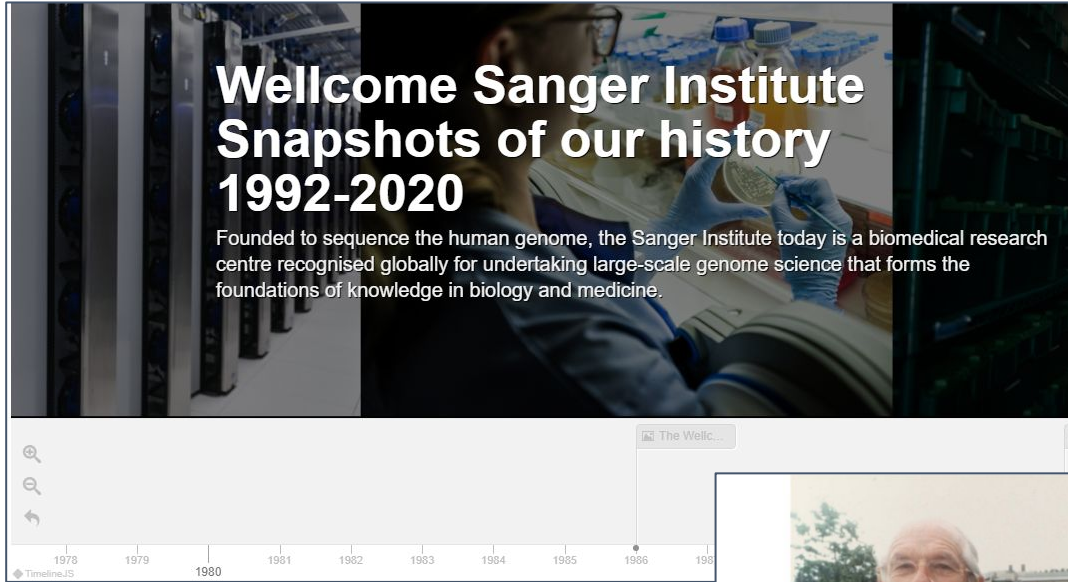 Wellcome Sanger Institute
Snapshots of our history
1992-2020
Founded to sequence the human genome, the Sanger Institute today is a biomedical research
centre recognised globally for undertaking large-scale genome science that forms the
foundations of knowledge in biology and medicine.
The Wellc...
1978 1979 1980 1981 1982 1983 1984 1985 1986 198
TimelineJS